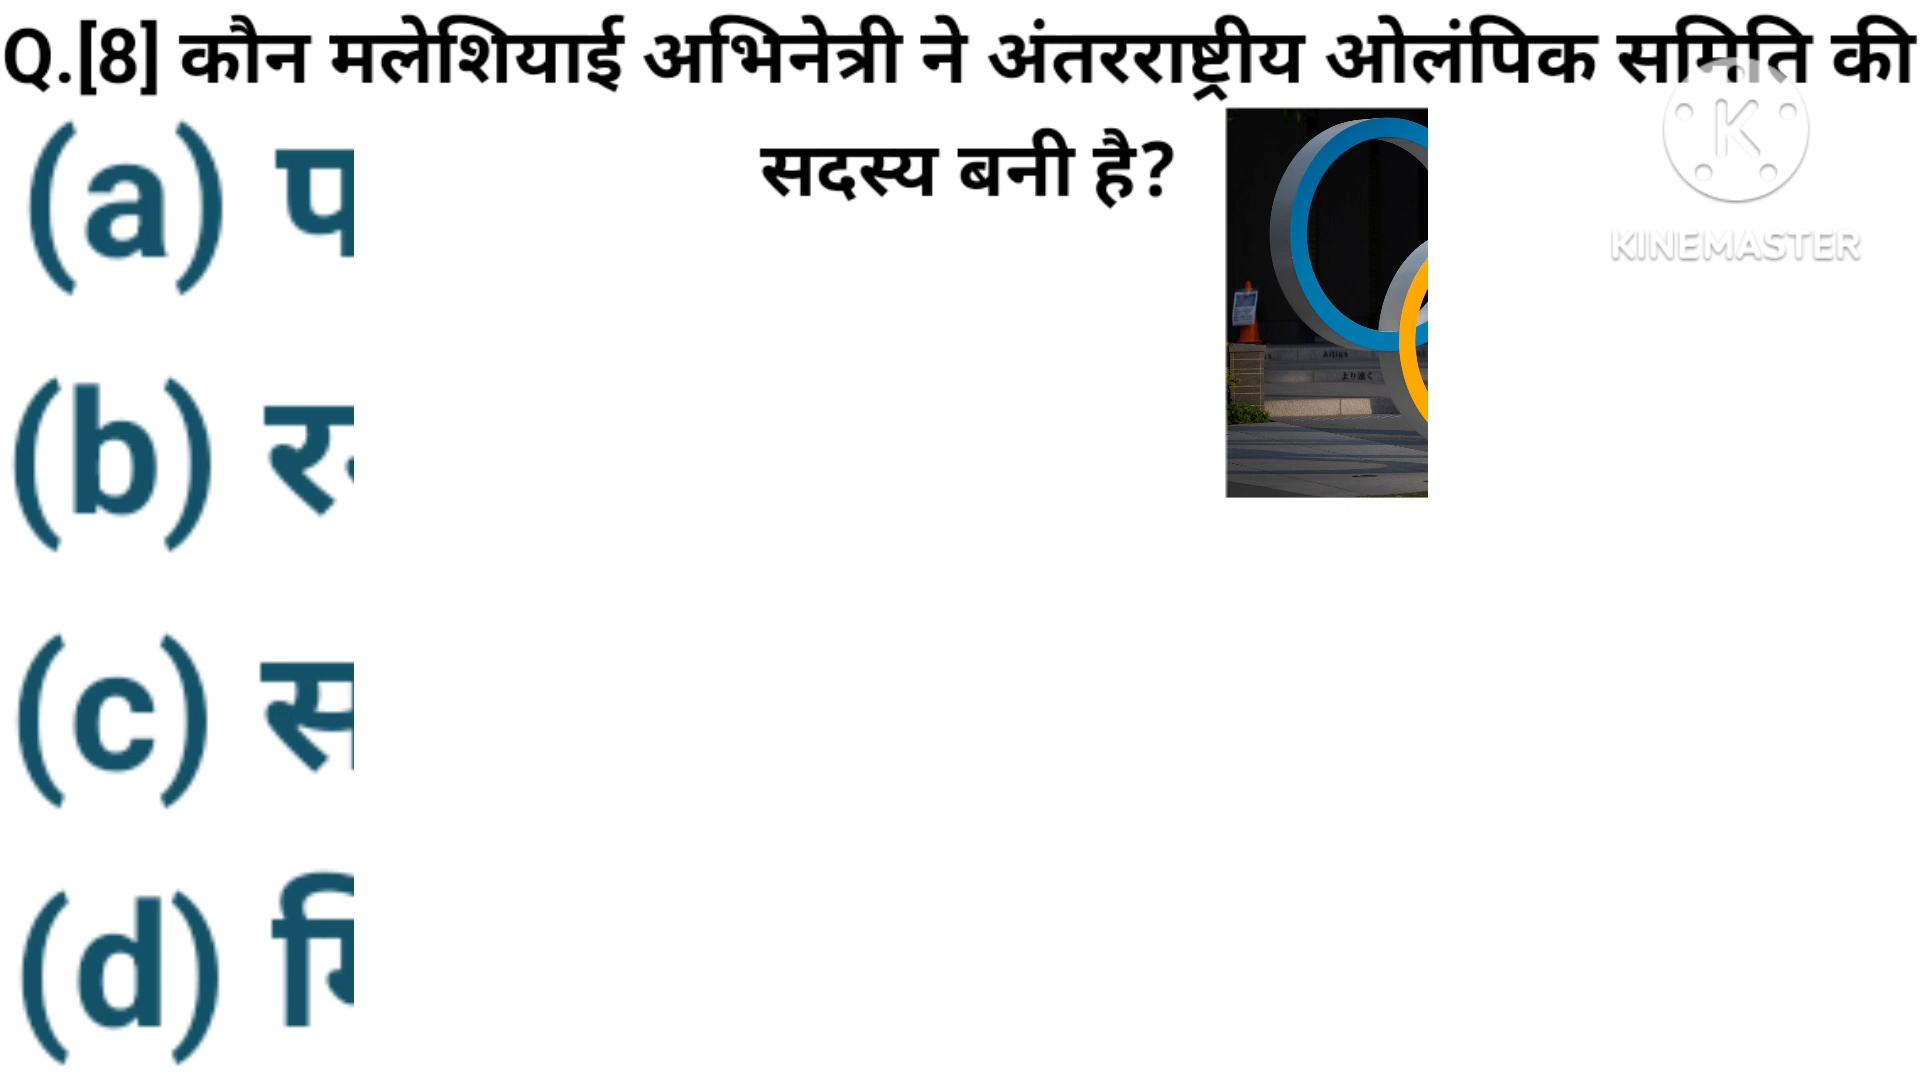 Q.[8] कौन मलेशियाई अभिनेत्री ने अंतरराष्ट्रीय ओलंपिक समिति की
सदस्य बनी है?
(a) प
(b) र
(c) स
(d)
KINEMASTER